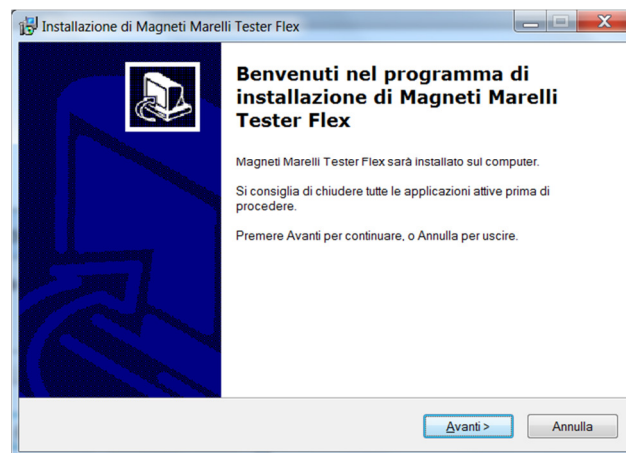 Installazione di Magneti Marelli Tester Flex
Benvenuti nel programma di
installazione di Magneti Marelli
Tester Flex
Magneti Marelli Tester Flex sarà installato sul computer.
Si consiglia di chiudere tutte le applicazioni attive prima di
procedere.
Premere Avanti per continuare, o Annulla per uscire.
Avanti >
Annulla